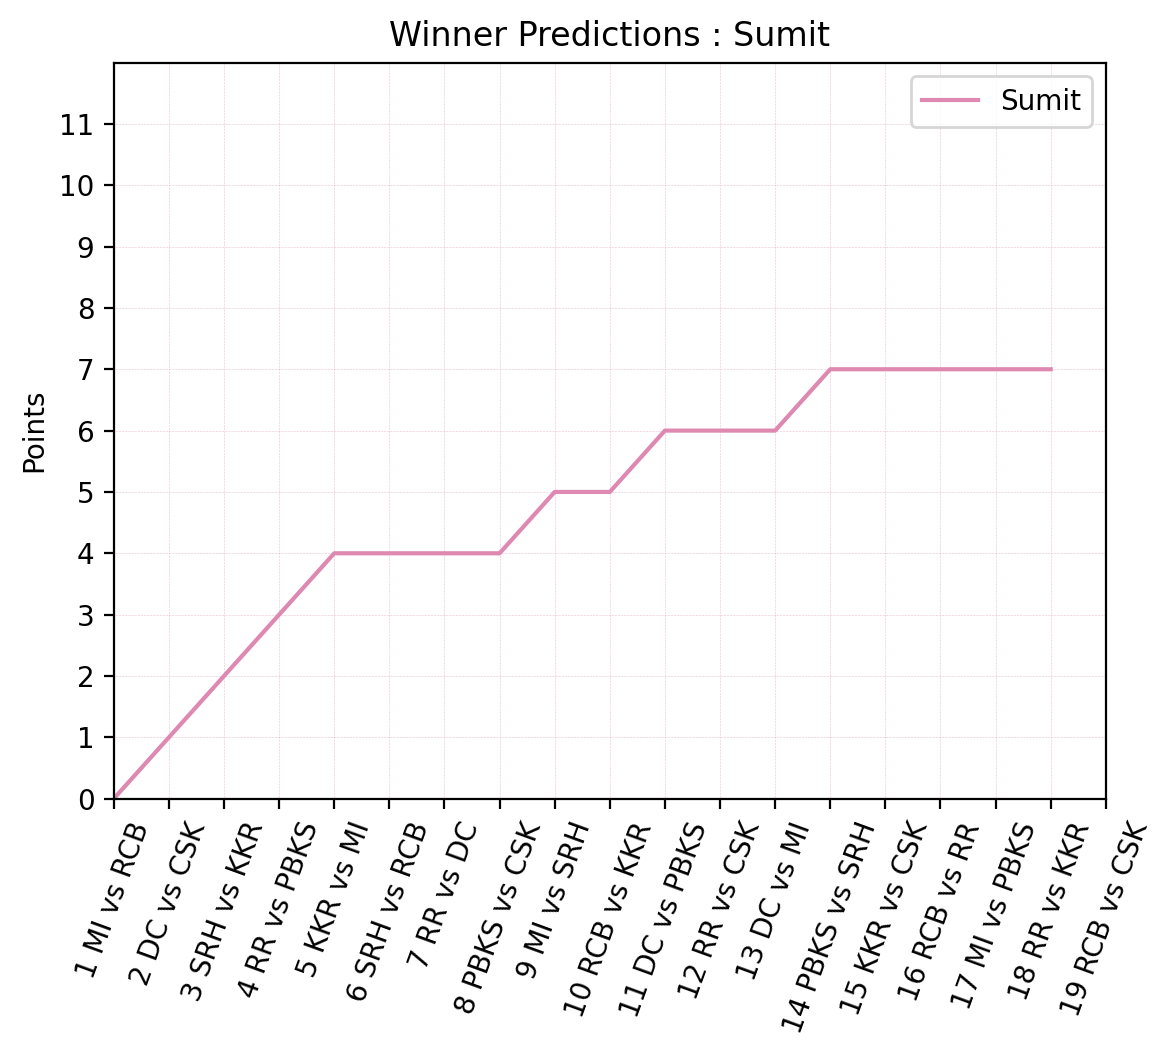 Winner Predictions : Sumit
Sumit
Points
11
10
9
8
7
6
5
4
3
2
1
0
1 MI vs RCB
2 DC vs CSK
3 SRH vs KKR
4 RR vs PBKS
5 KKR vs MI
6 SRH vs RCB
7 RR vs DC
8 PBKS vs CSK
9 MI vs SRH
10 RCB vs KKR
11 DC vs PBKS
12 RR vs CSK
13 DC vs MI
14 PBKS vs SRH
15 KKR vs CSK
16 RCB vs RR
17 MI vs PBKS
18 RR vs KKR
19 RCB vs CSK